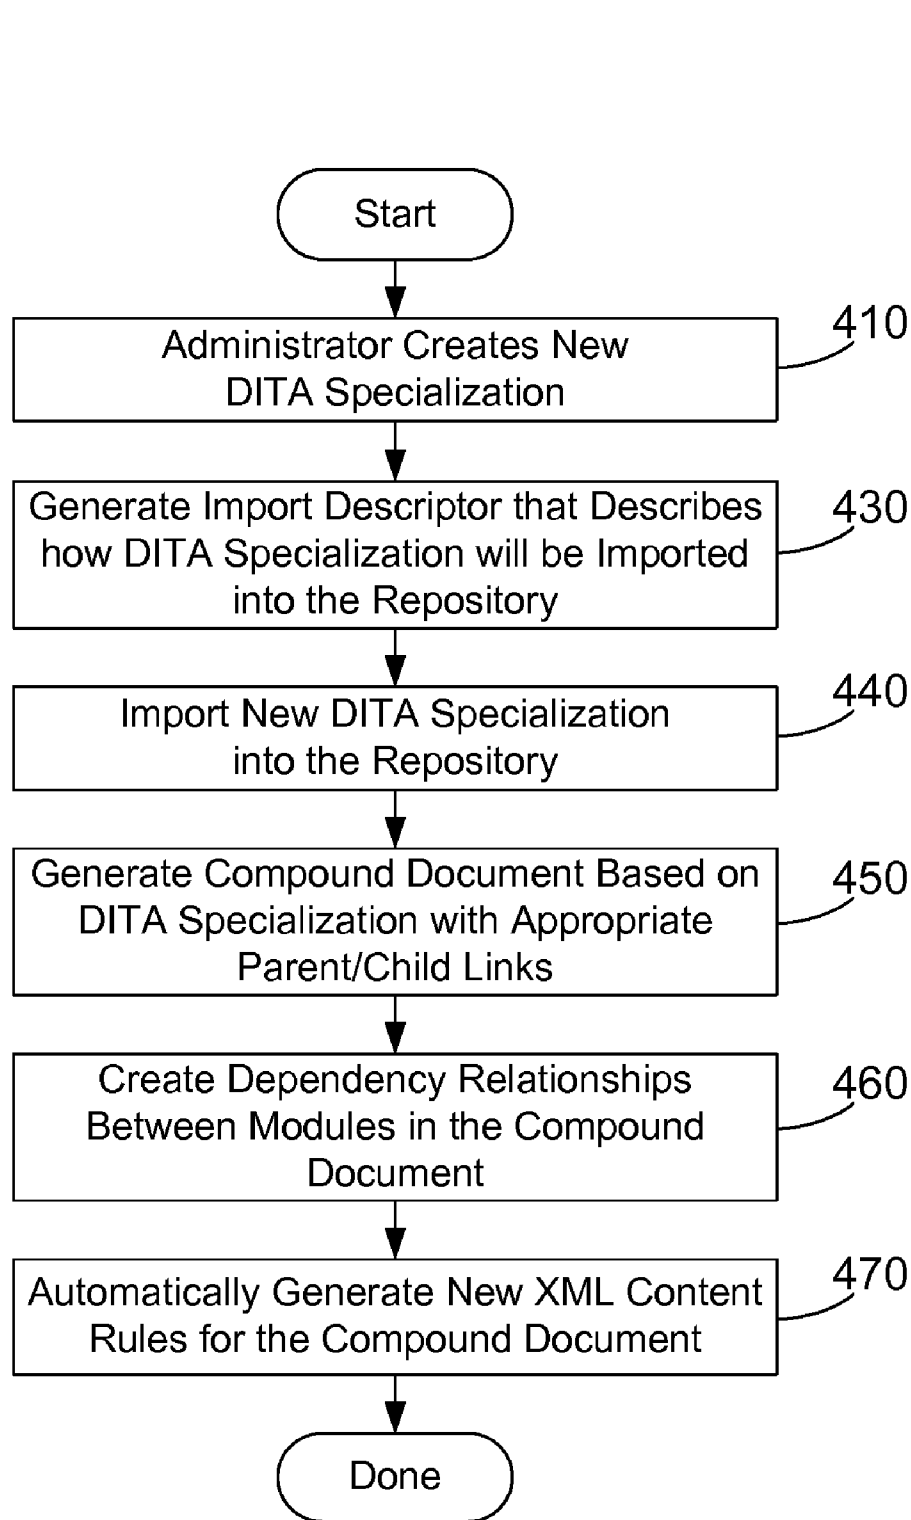 Start
410
Administrator Creates New
DITA Specialization
430
Generate Import Descriptor that Describes
how DITA Specialization will be Imported
into the Repository
440
Import New DITA Specialization
into the Repository
450
Generate Compound Document Based on
DITA Specialization with Appropriate
Parent/Child Links
460
Create Dependency Relationships
Between Modules in the Compound
Document
470
Automatically Generate New XML Content
Rules for the Compound Document
Done